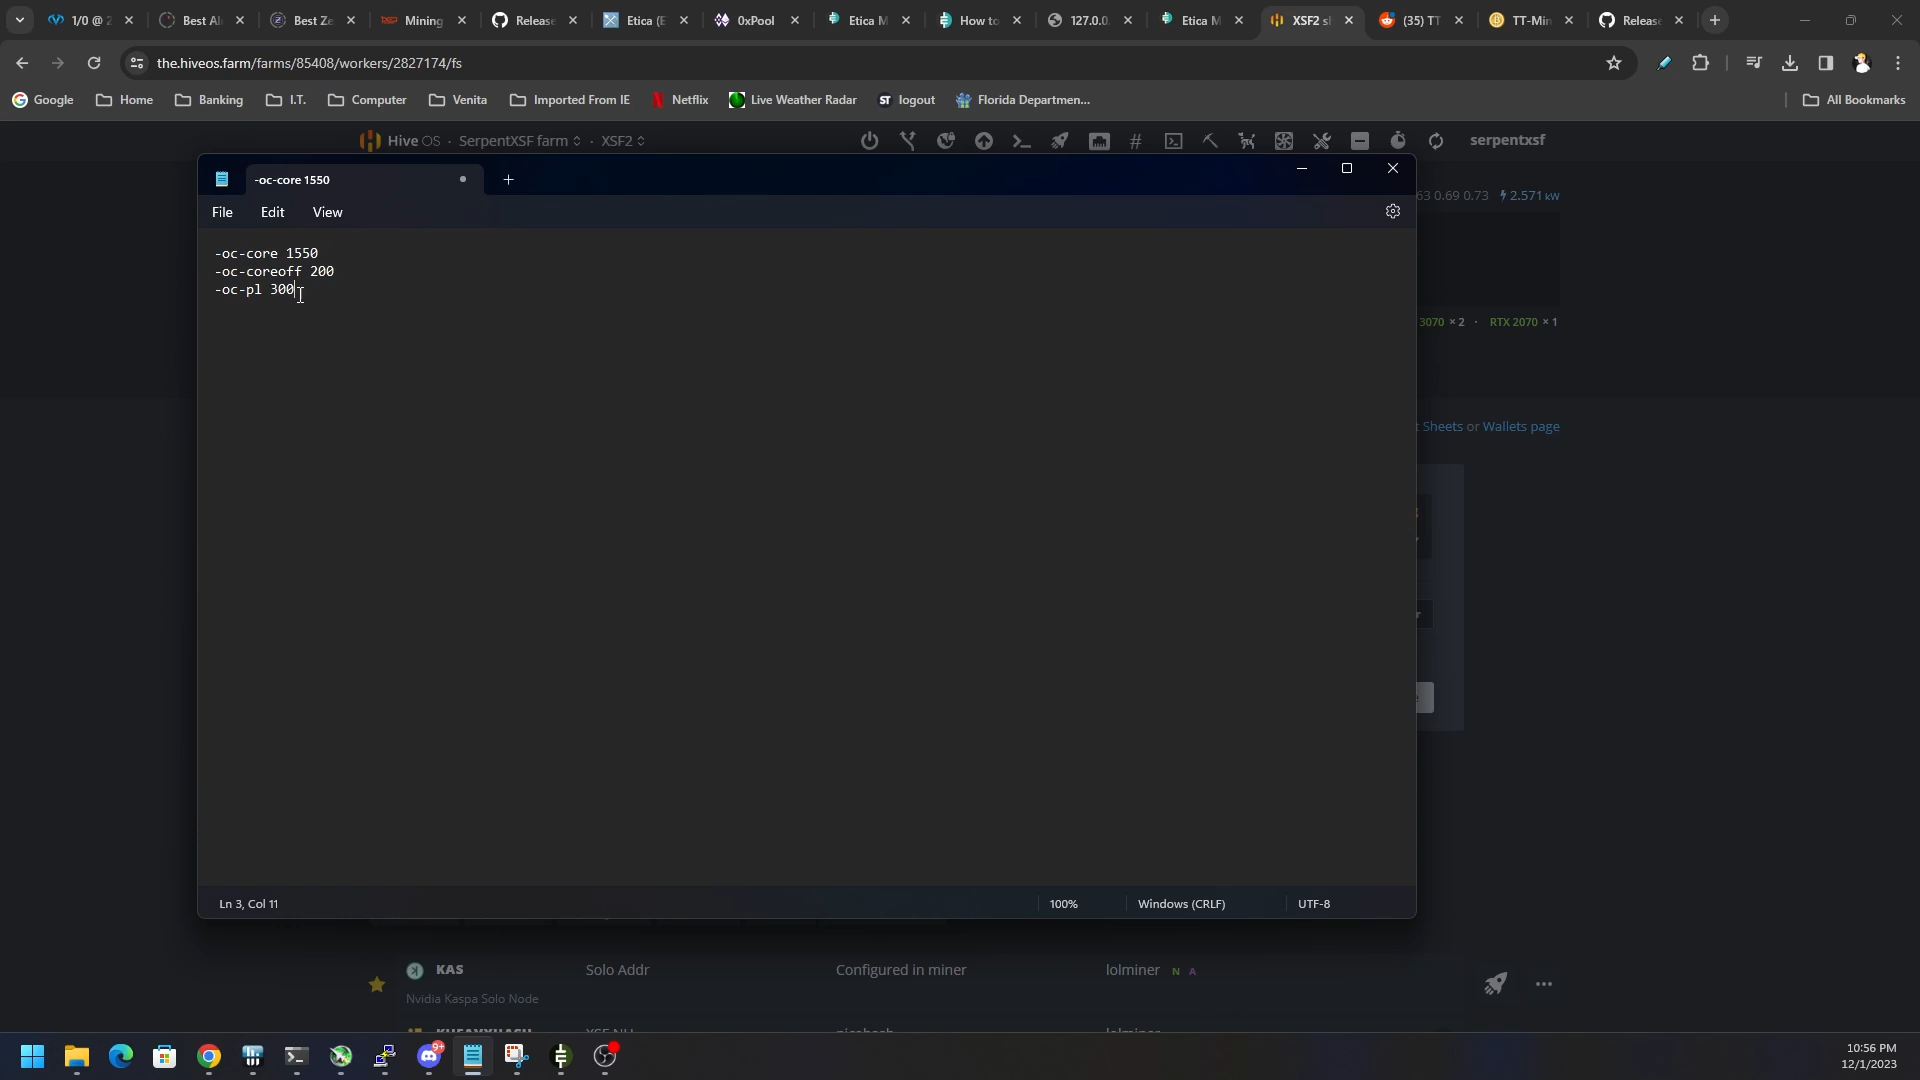 1/0 @ 2
Best Al
Best Ze
Mining
Release
Etica (E
0xPool
Etica M
How to
127.0.0.
Etica M
XSF2 sl
(35) TT
TT-Min
Release
the.hiveos.farm/farms/85408/workers/2827174/fs
Google
Home
Banking
I.T.
Computer
Venita
Imported From IE
Netflix
Live Weather Radar
ST logout
Florida Departmen...
All Bookmarks
Hive OS · SerpentXSF farm · XSF2
serpentxsf
-oc-core 1550
File Edit View
63 0.69 0.73 2.571 kW
-oc-core 1550
-oc-coreoff 200
-oc-pl 300
3070 ×2 · RTX 2070 ×1
t Sheets or Wallets page
Ln 3, Col 11
100%
Windows (CRLF)
UTF-8
KAS Solo Addr Configured in miner lolminer N A
Nvidia Kaspa Solo Node
9+
10:56 PM
12/1/2023